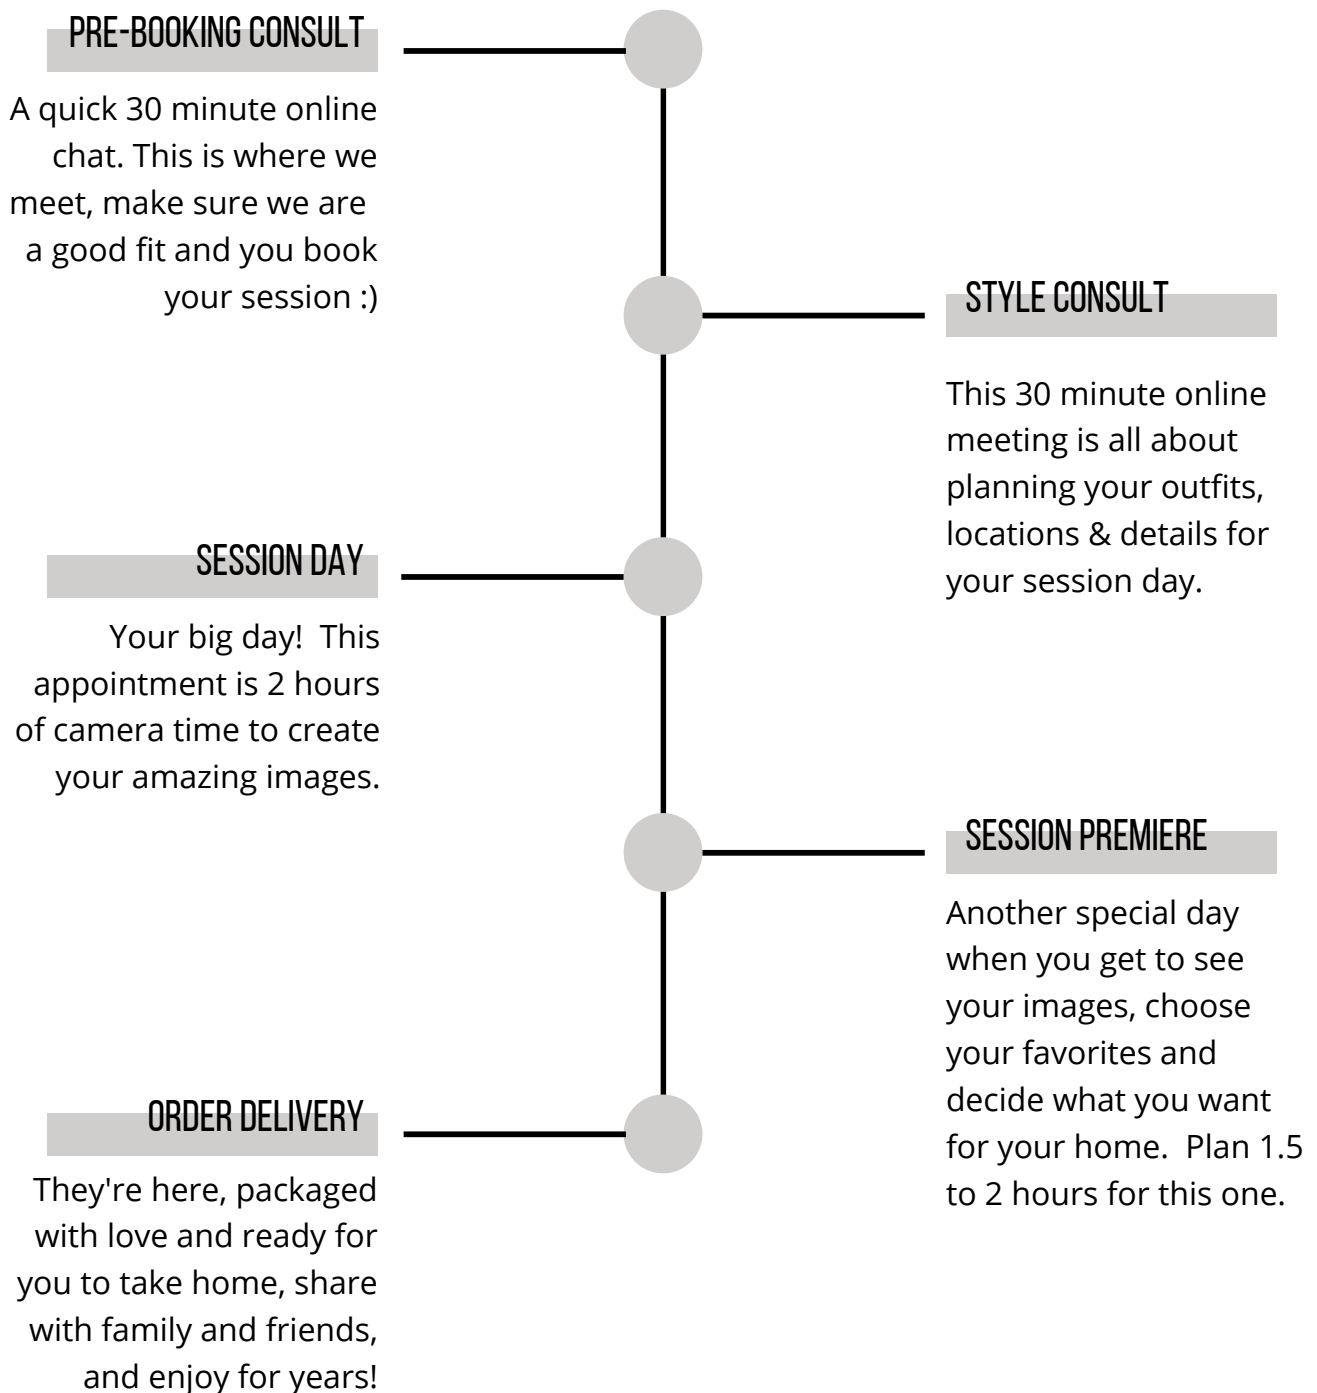 PRE-BOOKING CONSULT
A quick 30 minute online
chat. This is where we
meet, make sure we are
a good fit and you book
your session :)
STYLE CONSULT
This 30 minute online
meeting is all about
planning your outfits,
locations & details for
your session day.
SESSION DAY
Your big day!  This
appointment is 2 hours
of camera time to create
your amazing images.
SESSION PREMIERE
Another special day
when you get to see
your images, choose
your favorites and
decide what you want
for your home.  Plan 1.5
to 2 hours for this one.
ORDER DELIVERY
They're here, packaged
with love and ready for
you to take home, share
with family and friends,
and enjoy for years!